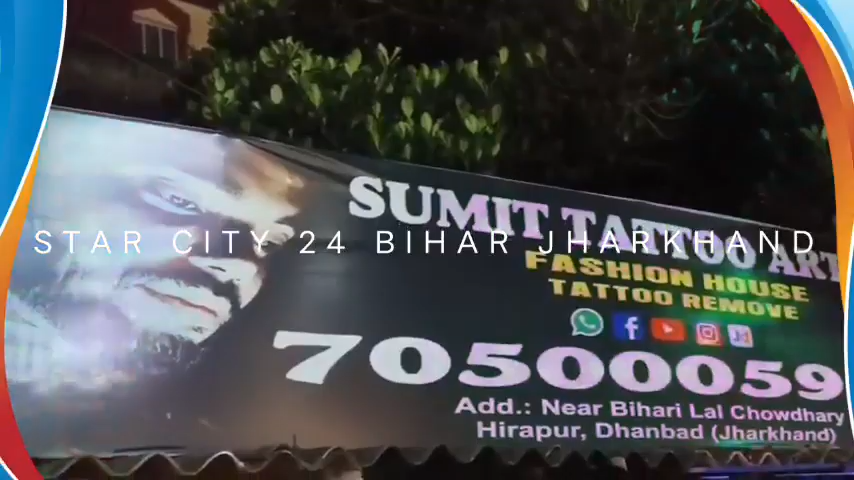 SUMIT TATTOO ART
STAR CITY 24 BIHAR JHARKHAND
FASHION HOUSE
TATTOO REMOVE
70500059
Add.: Near Bihari Lal Chowdhary
Hirapur, Dhanbad (Jharkhand)